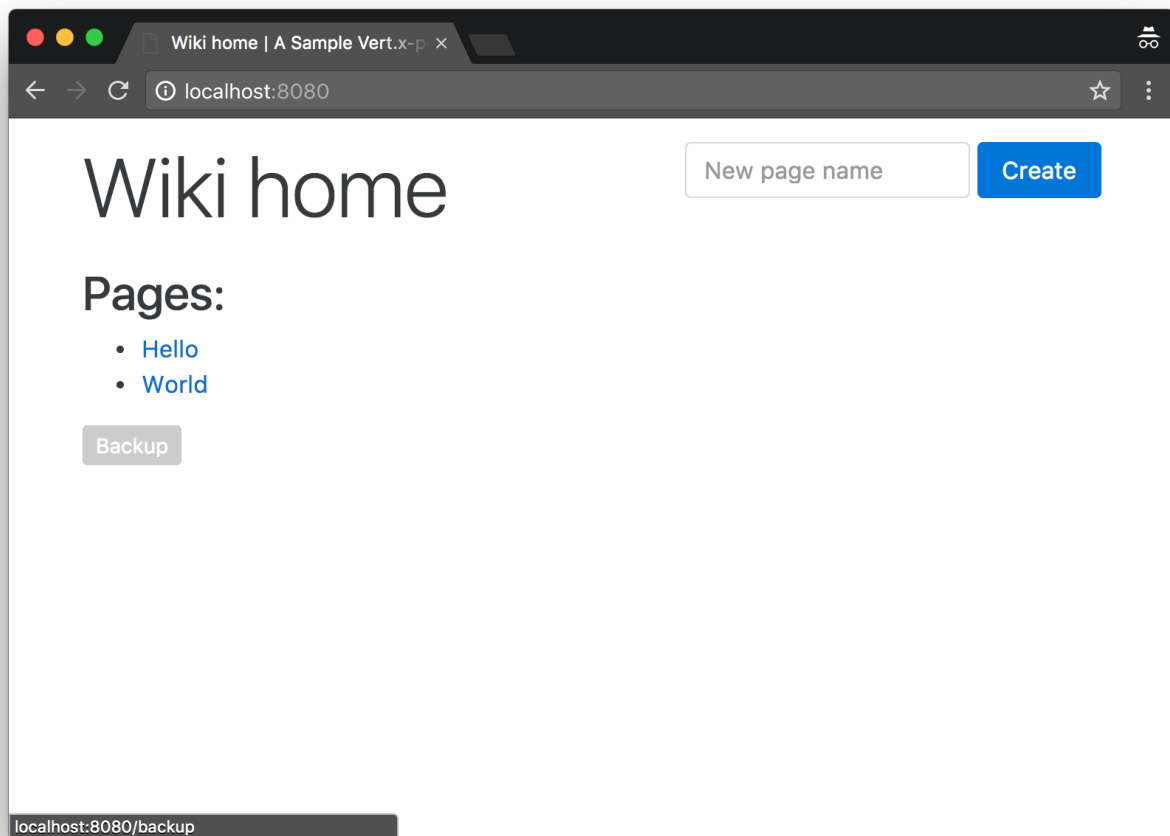 Wiki home | A Sample Vert.x-p
localhost:8080
Wiki home
New page name
Create
Pages:
• Hello
• World
Backup
localhost:8080/backup